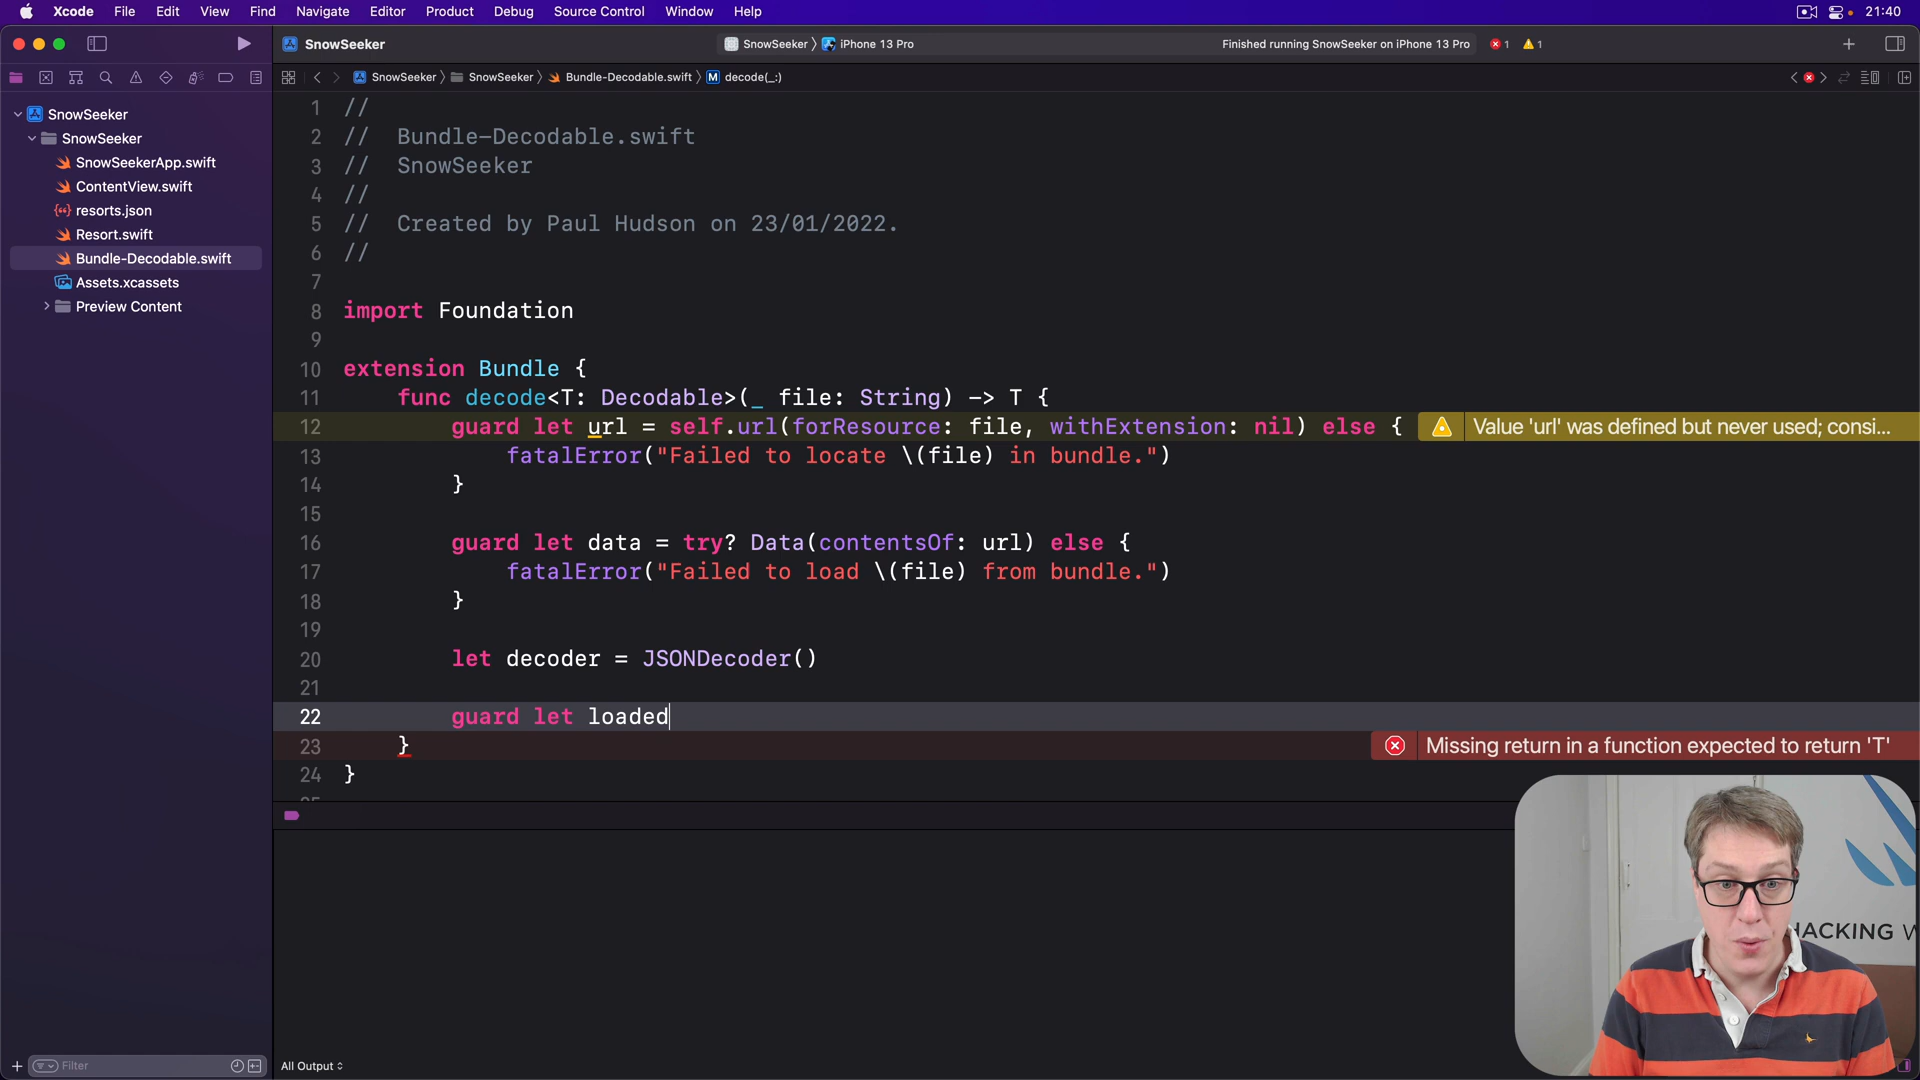 Xcode File Edit View Find Navigate Editor Product Debug Source Control Window Help 21:40
SnowSeeker SnowSeeker iPhone 13 Pro Finished running SnowSeeker on iPhone 13 Pro 1 1
SnowSeeker SnowSeeker Bundle-Decodable.swift M decode(_:)
SnowSeeker
SnowSeeker
SnowSeekerApp.swift
ContentView.swift
resorts.json
Resort.swift
Bundle-Decodable.swift
Assets.xcassets
Preview Content
Filter
1 //
2 //  Bundle-Decodable.swift
3 //  SnowSeeker
4 //
5 //  Created by Paul Hudson on 23/01/2022.
6 //
7
8 import Foundation
9
10 extension Bundle {
11     func decode<T: Decodable>(_ file: String) -> T {
12         guard let url = self.url(forResource: file, withExtension: nil) else { Value 'url' was defined but never used; consi...
13             fatalError("Failed to locate \(file) in bundle.")
14         }
15
16         guard let data = try? Data(contentsOf: url) else {
17             fatalError("Failed to load \(file) from bundle.")
18         }
19
20         let decoder = JSONDecoder()
21
22         guard let loaded
23     } Missing return in a function expected to return 'T'
24 }
HACKING W
All Output